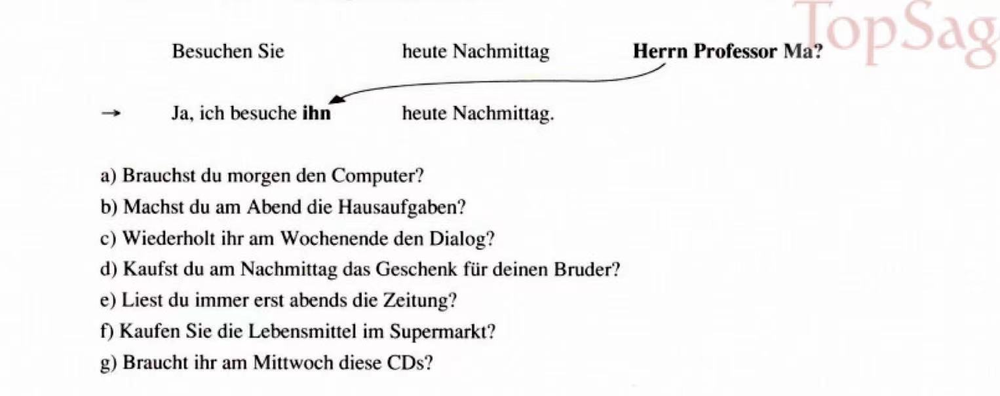 TopSag
Besuchen Sie heute Nachmittag Herrn Professor Ma?
→ Ja, ich besuche ihn heute Nachmittag.
a) Brauchst du morgen den Computer?
b) Machst du am Abend die Hausaufgaben?
c) Wiederholt ihr am Wochenende den Dialog?
d) Kaufst du am Nachmittag das Geschenk für deinen Bruder?
e) Liest du immer erst abends die Zeitung?
f) Kaufen Sie die Lebensmittel im Supermarkt?
g) Braucht ihr am Mittwoch diese CDs?